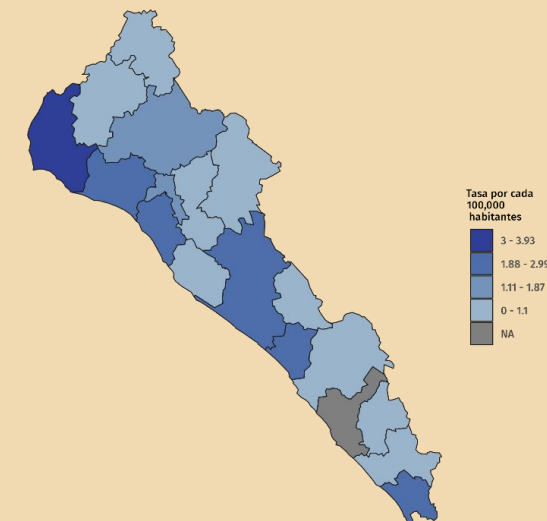 Tasa por cada
100,000
habitantes
3 - 3.93
1.88 - 2.99
1.11 - 1.87
0 - 1.1
NA